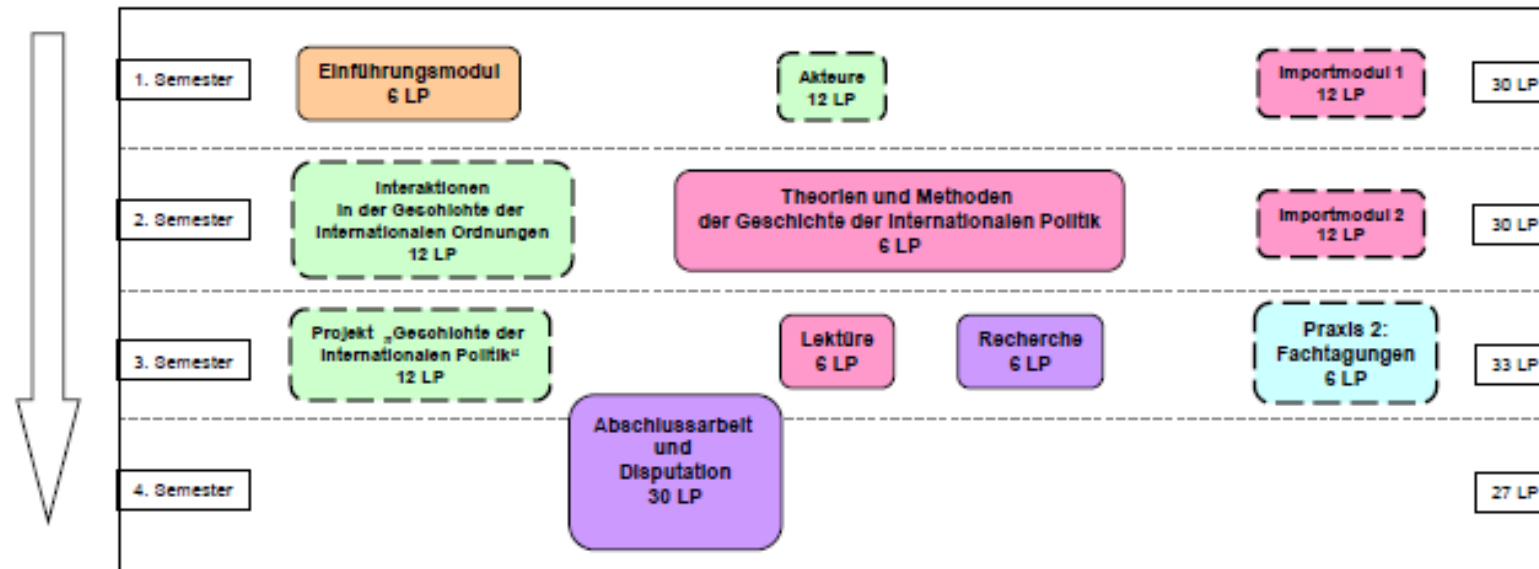 1. Semester
Einführungsmodul
6 LP
Akteure
12 LP
Importmodul 1
12 LP
30 LP
2. Semester
Interaktionen
in der Geschichte der
Internationalen Ordnungen
12 LP
Theorien und Methoden
der Geschichte der Internationalen Politik
6 LP
Importmodul 2
12 LP
30 LP
3. Semester
Projekt „Geschichte der
Internationalen Politik“
12 LP
Lektüre
6 LP
Recherche
6 LP
Praxis 2:
Fachtagungen
6 LP
33 LP
4. Semester
Abschlussarbeit
und
Disputation
30 LP
27 LP